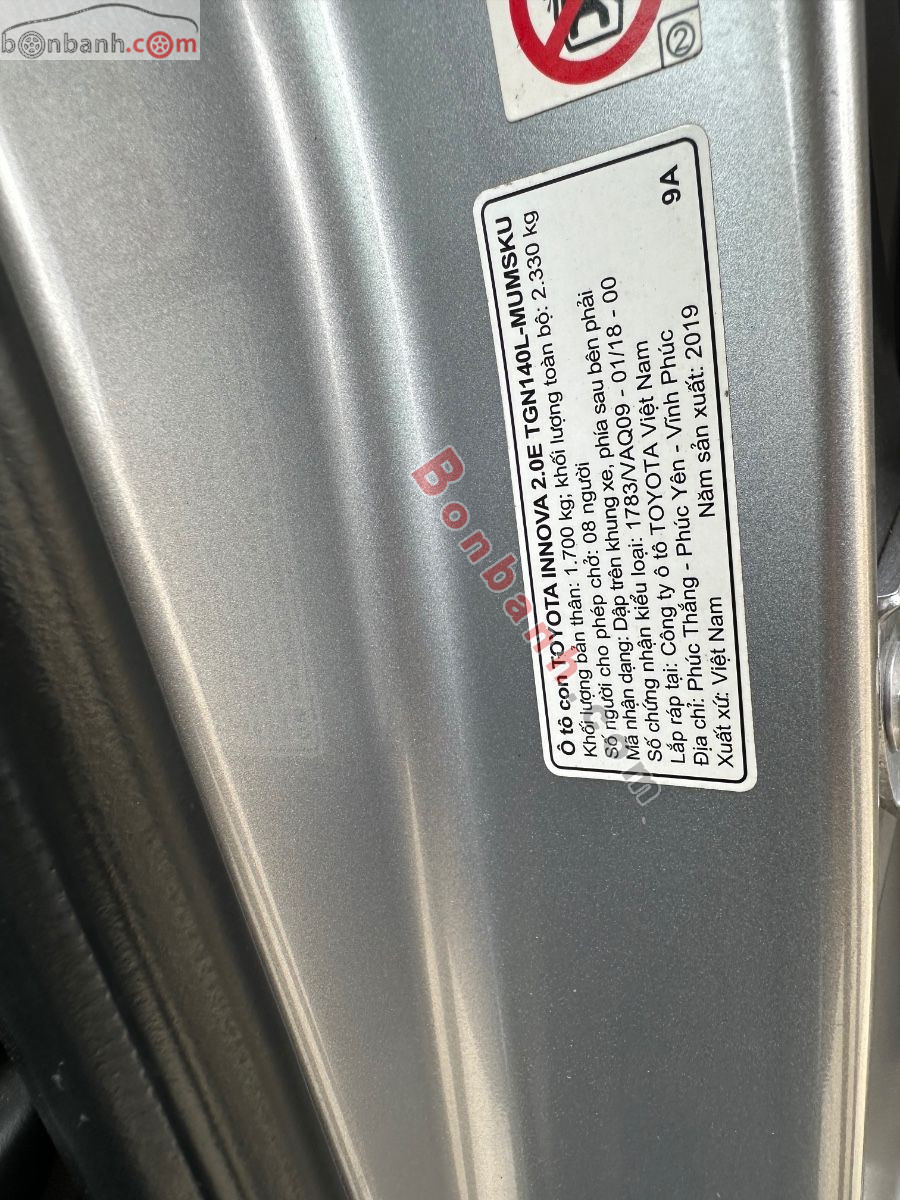 bonbanh.com
2
Ô tô con TOYOTA INNOVA 2.0E TGN140L-MUMSKU
Khối lượng bản thân: 1.700 kg; khối lượng toàn bộ: 2.330 kg
Số người cho phép chở: 08 người
Mã nhận dạng: Dập trên khung xe, phía sau bên phải
Số chứng nhận kiểu loại: 1783/VAQ09 - 01/18 - 00
Lắp ráp tại: Công ty ô tô TOYOTA Việt Nam
Địa chỉ: Phúc Thắng - Phúc Yên - Vĩnh Phúc
Xuất xứ: Việt Nam Năm sản xuất: 2019 9A
Bonbanh.com